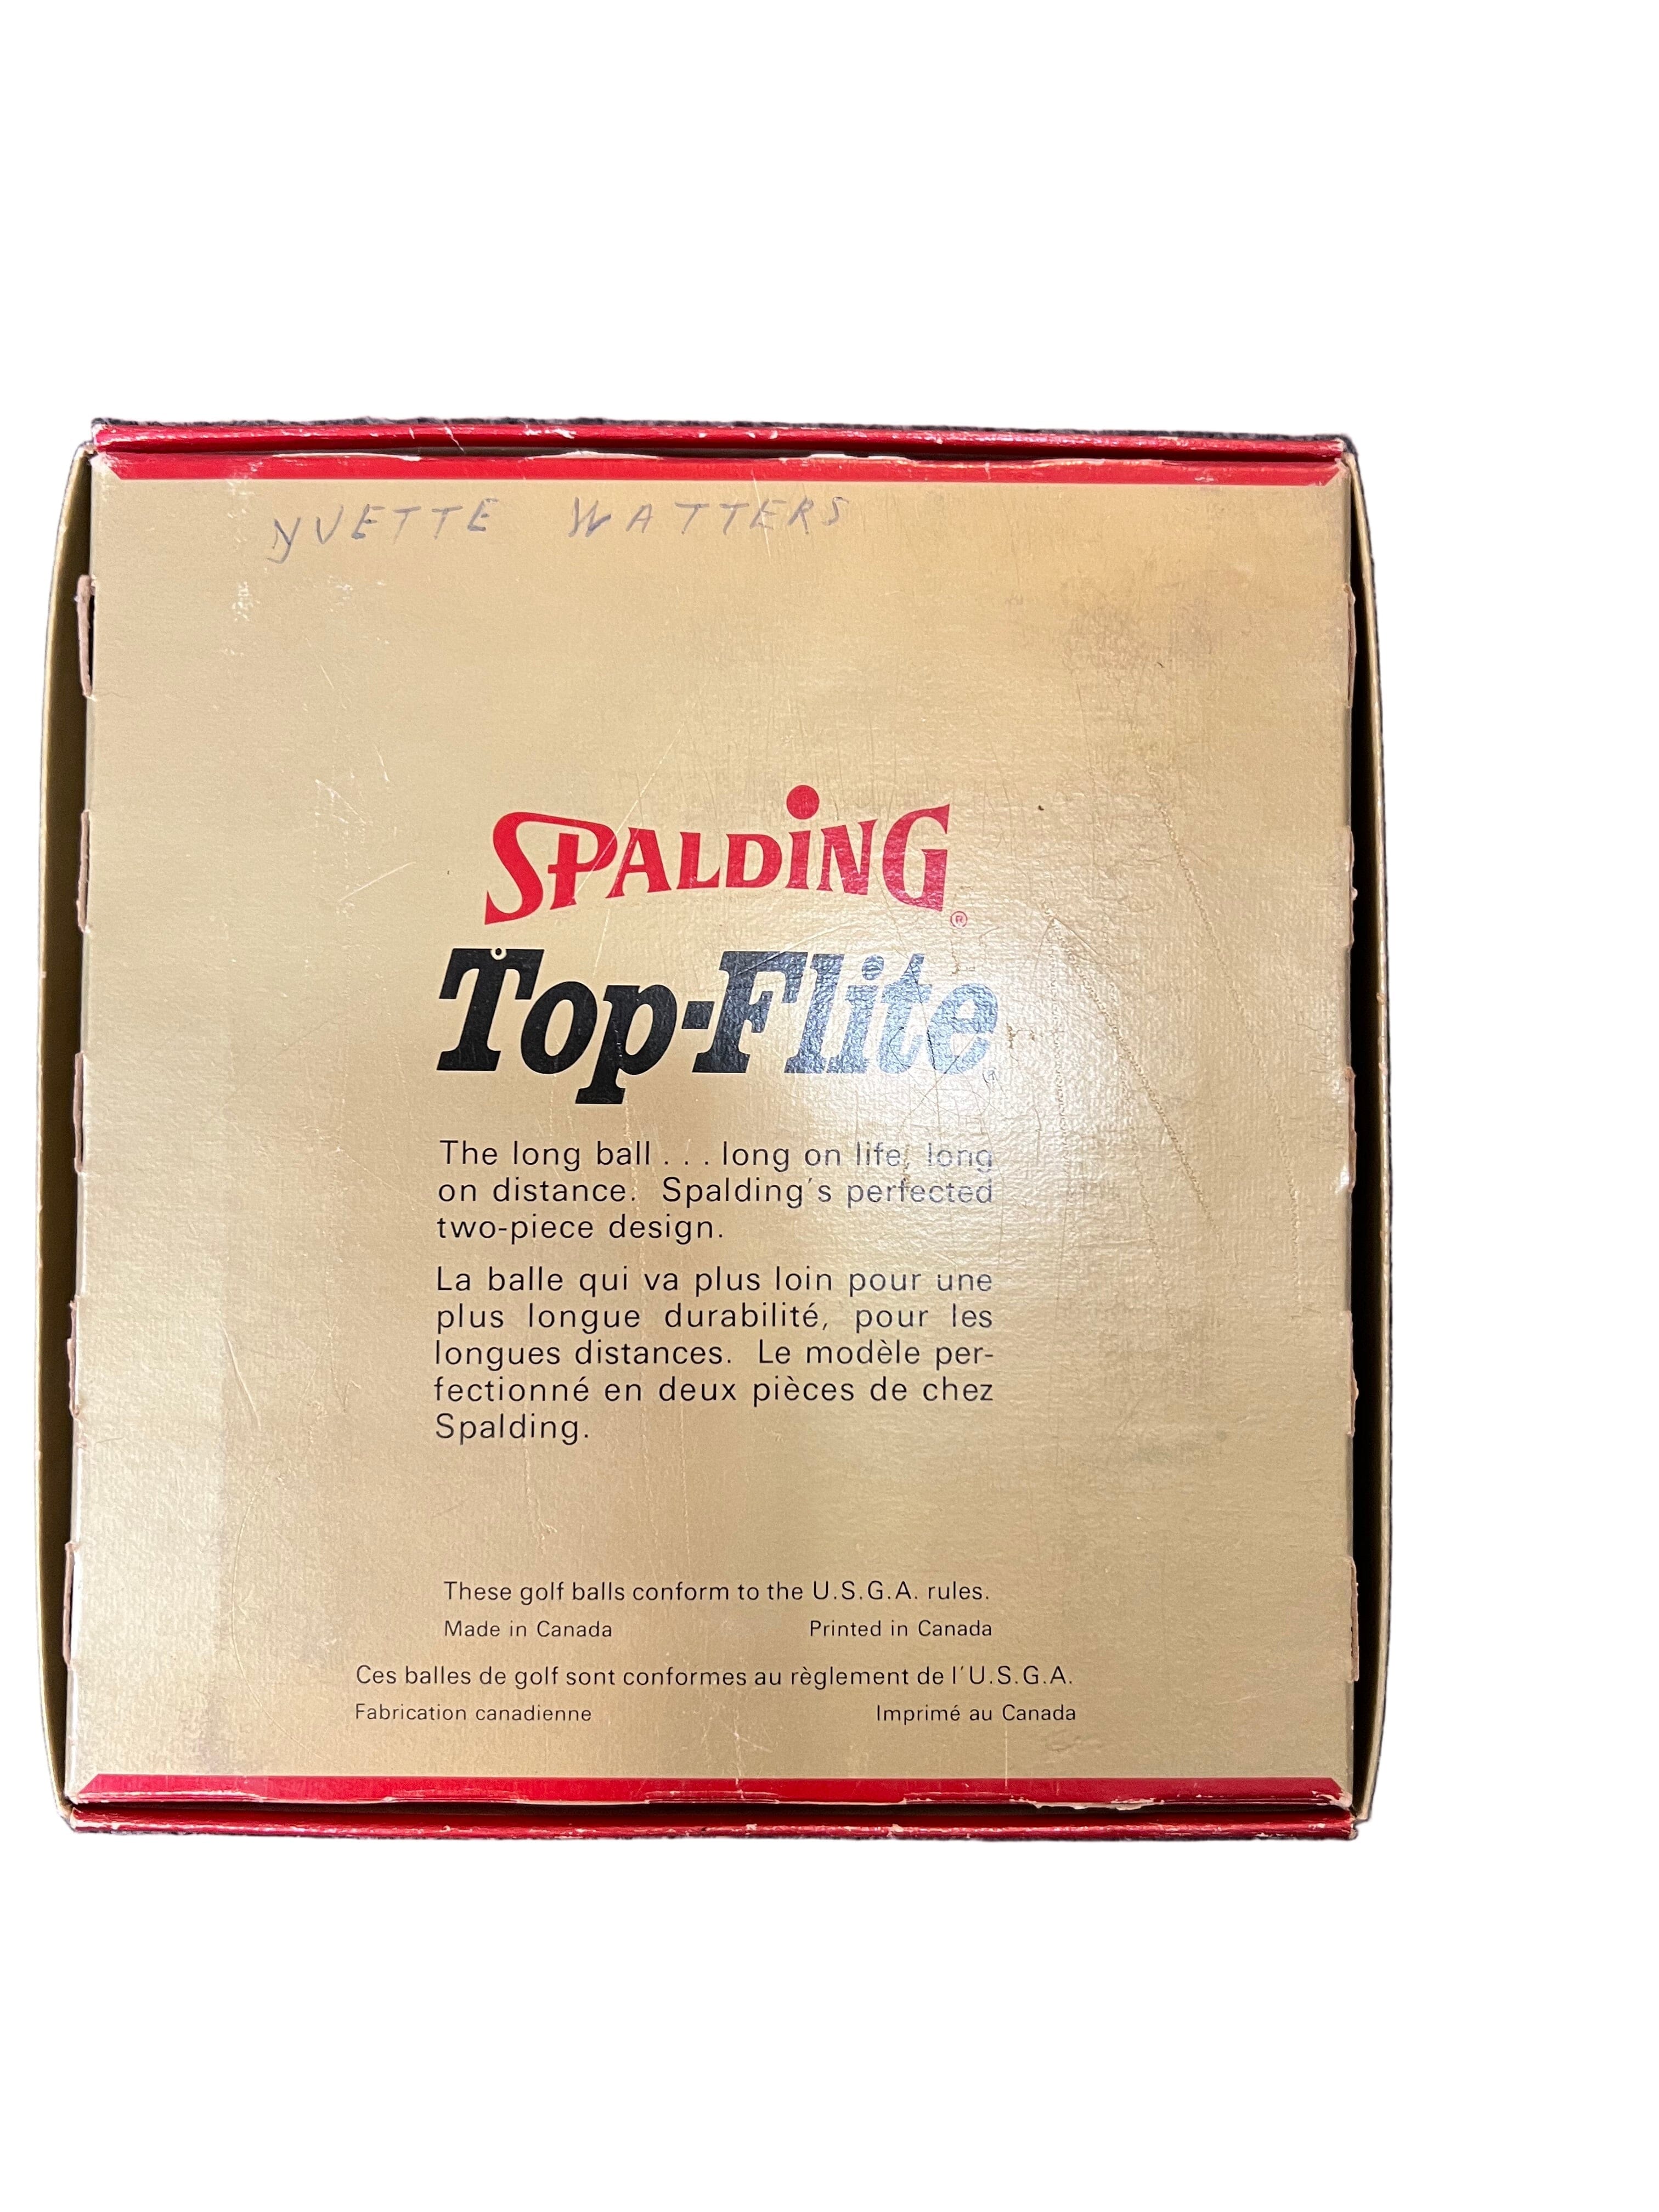 YVETTE WATTERS
SPALDING ®
Top-Flite ®
The long ball . . . long on life, long
on distance. Spalding's perfected
two-piece design.
La balle qui va plus loin pour une
plus longue durabilité, pour les
longues distances. Le modèle per-
fectionné en deux pièces de chez
Spalding.
These golf balls conform to the U.S.G.A. rules.
Made in Canada Printed in Canada
Ces balles de golf sont conformes au règlement de l'U.S.G.A.
Fabrication canadienne Imprimé au Canada